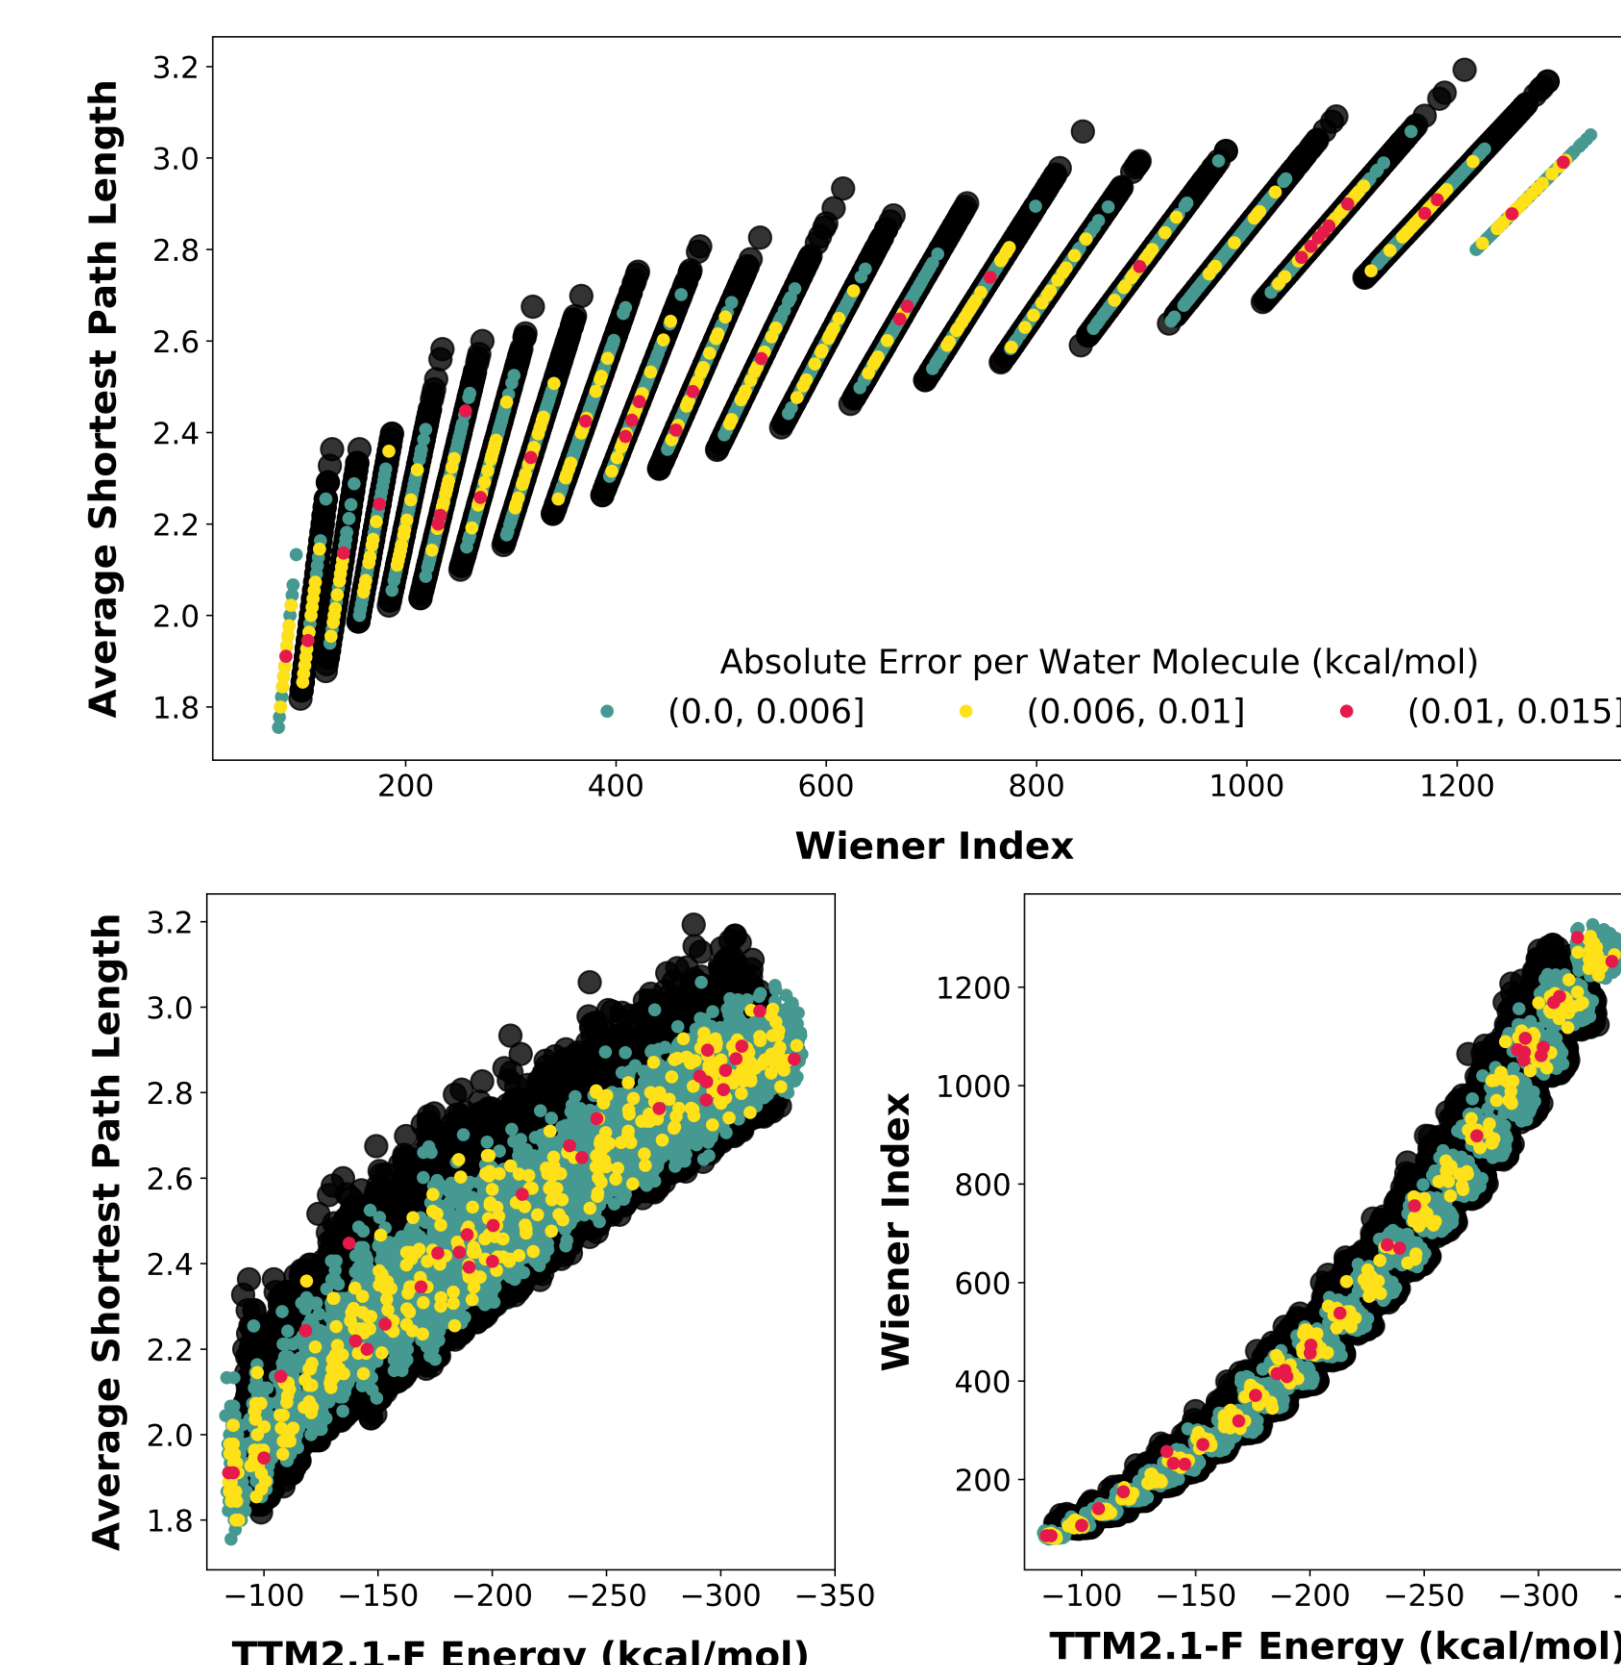 3.2
3.0
2.8
2.6
2.4
2.2
2.0
1.8
Average Shortest Path Length
Absolute Error per Water Molecule (kcal/mol)
(0.0, 0.006] (0.006, 0.01] (0.01, 0.015]
200 400 600 800 1000 1200
Wiener Index
3.2
3.0
2.8
2.6
2.4
2.2
2.0
1.8
Average Shortest Path Length
−100 −150 −200 −250 −300 −350
TTM2.1-F Energy (kcal/mol)
1200
1000
800
600
400
200
Wiener Index
−100 −150 −200 −250 −300
TTM2.1-F Energy (kcal/mol)